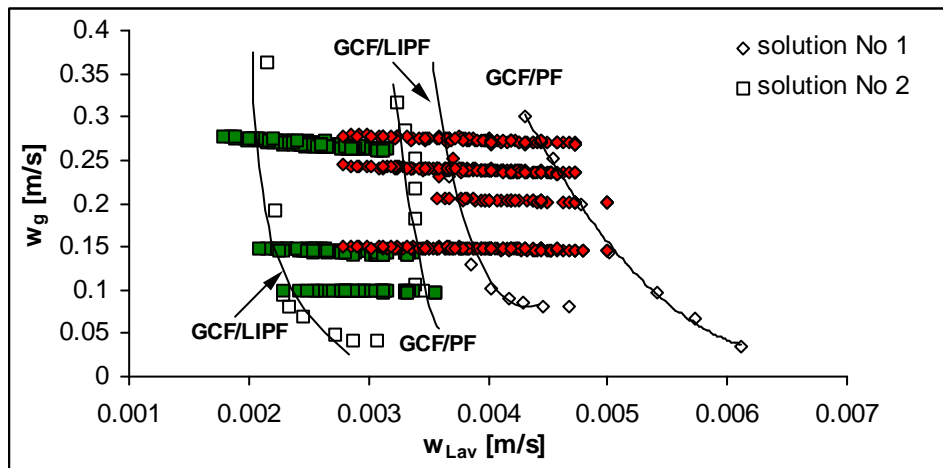 0.4
0.35
0.3
0.25
0.2
0.15
0.1
0.05
0
w_g [m/s]
GCF/LIPF
GCF/PF
◇ solution No 1
□ solution No 2
GCF/LIPF
GCF/PF
0.001 0.002 0.003 0.004 0.005 0.006 0.007
w_Lav [m/s]